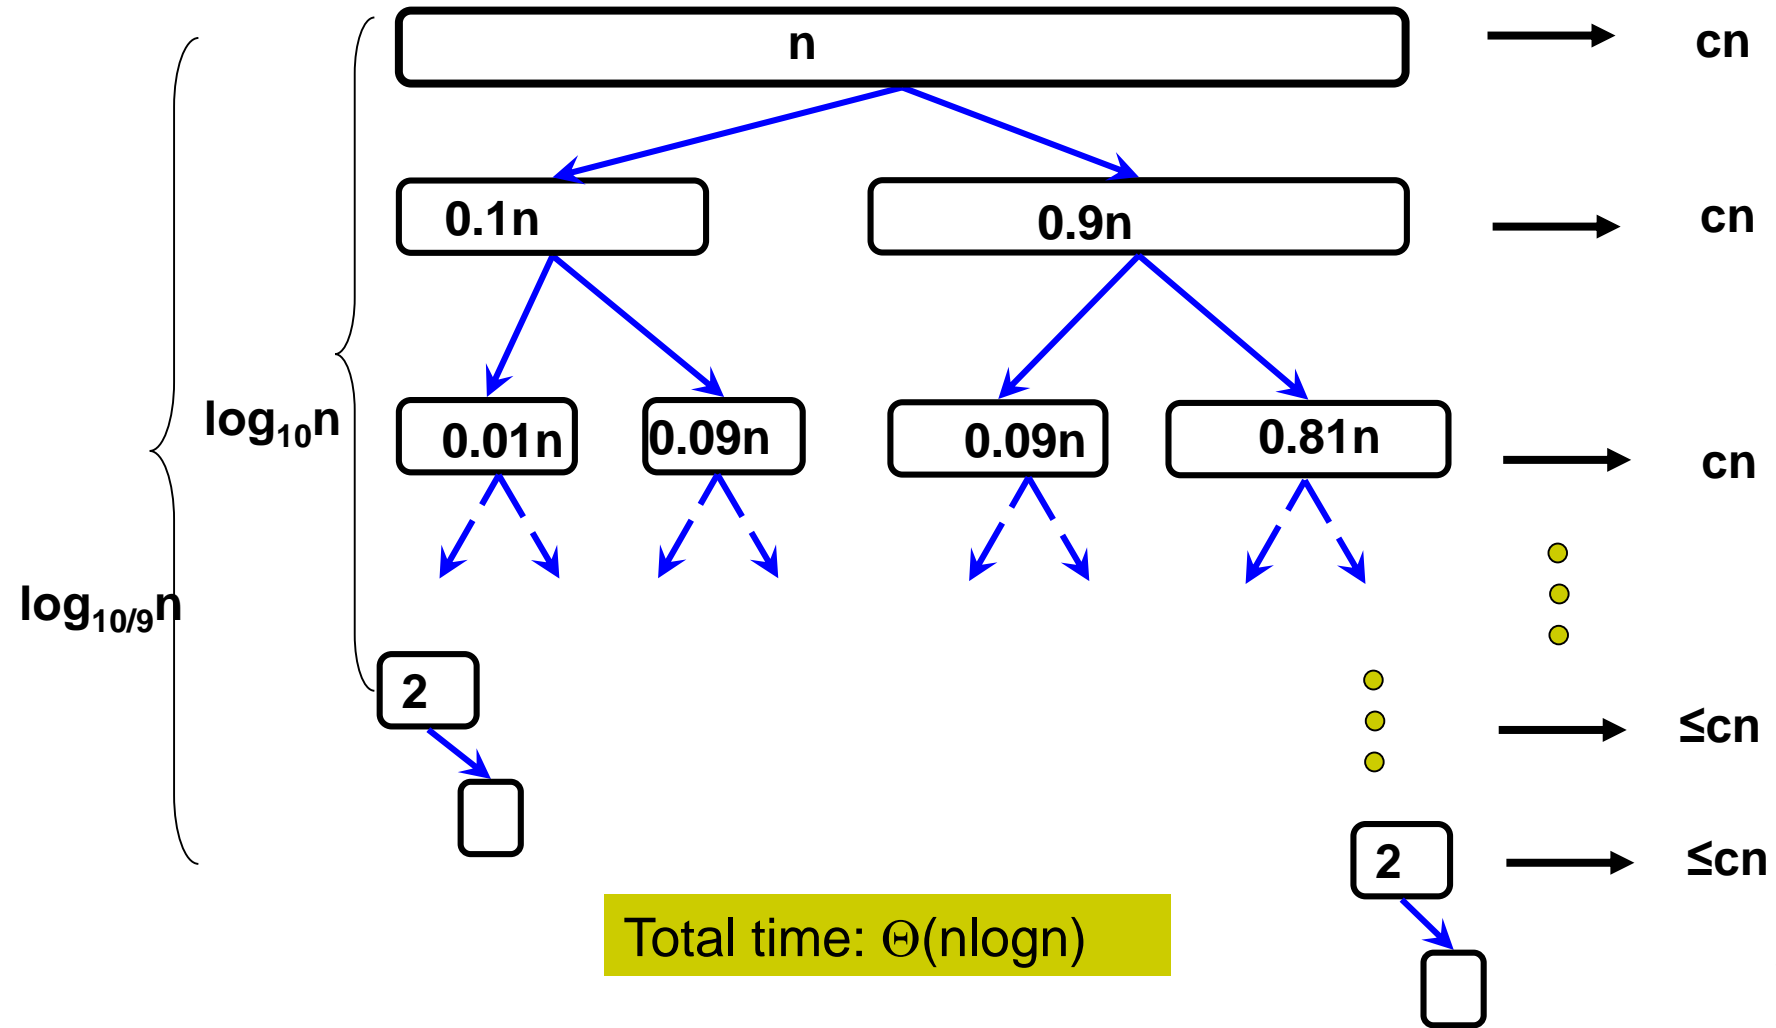 n
cn
0.1n
0.9n
cn
log₁₀n
0.01n
0.09n
0.09n
0.81n
cn
log₁₀/₉n
2
≤cn
2
≤cn
Total time: Θ(nlogn)